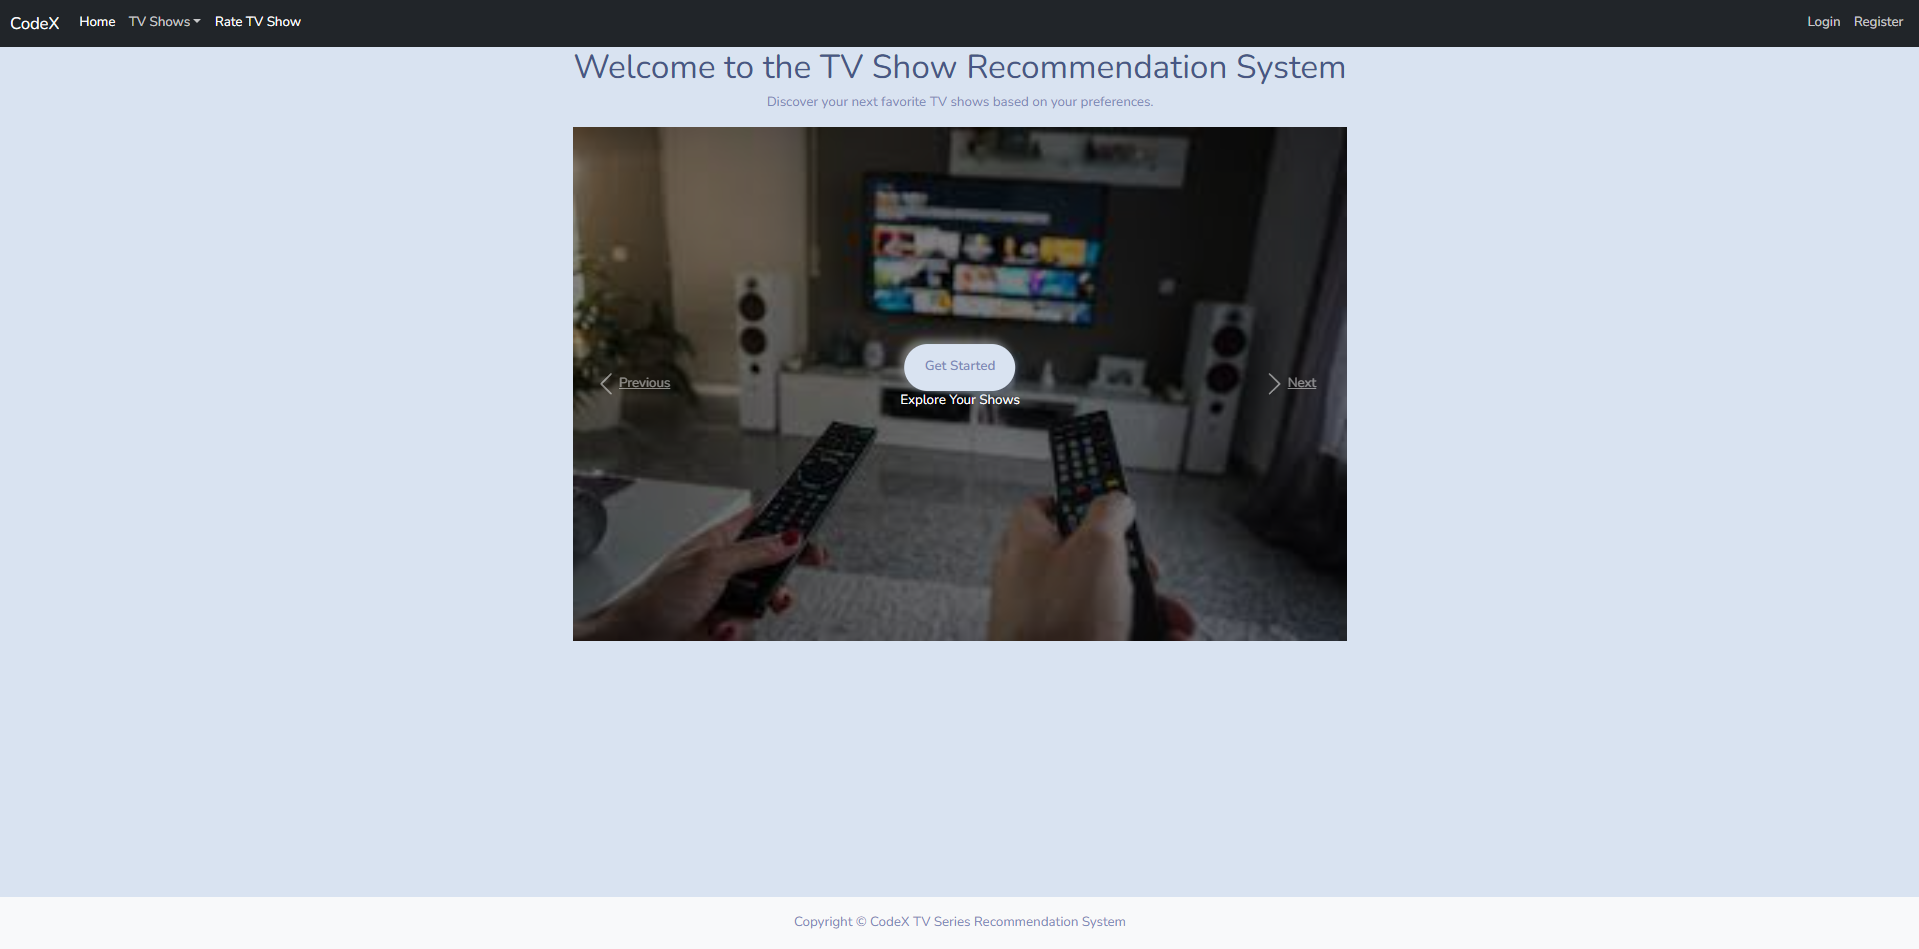 CodeX Home TV Shows Rate TV Show Login Register
Welcome to the TV Show Recommendation System
Discover your next favorite TV shows based on your preferences.
Get Started
Previous Next
Explore Your Shows
Copyright © CodeX TV Series Recommendation System